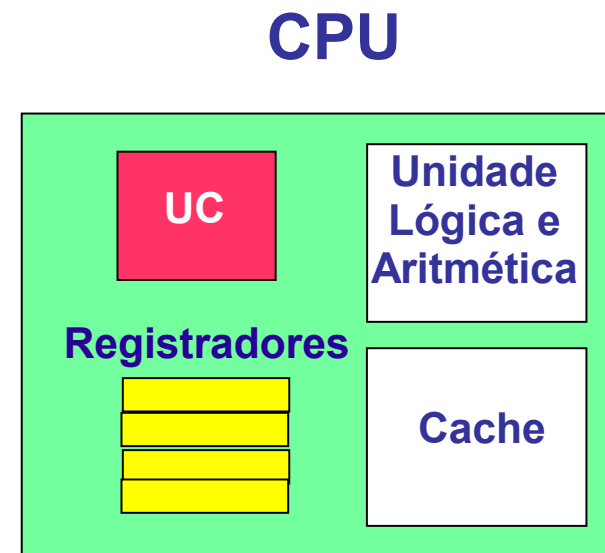 CPU
UC
Unidade
Lógica e
Aritmética
Registradores
Cache